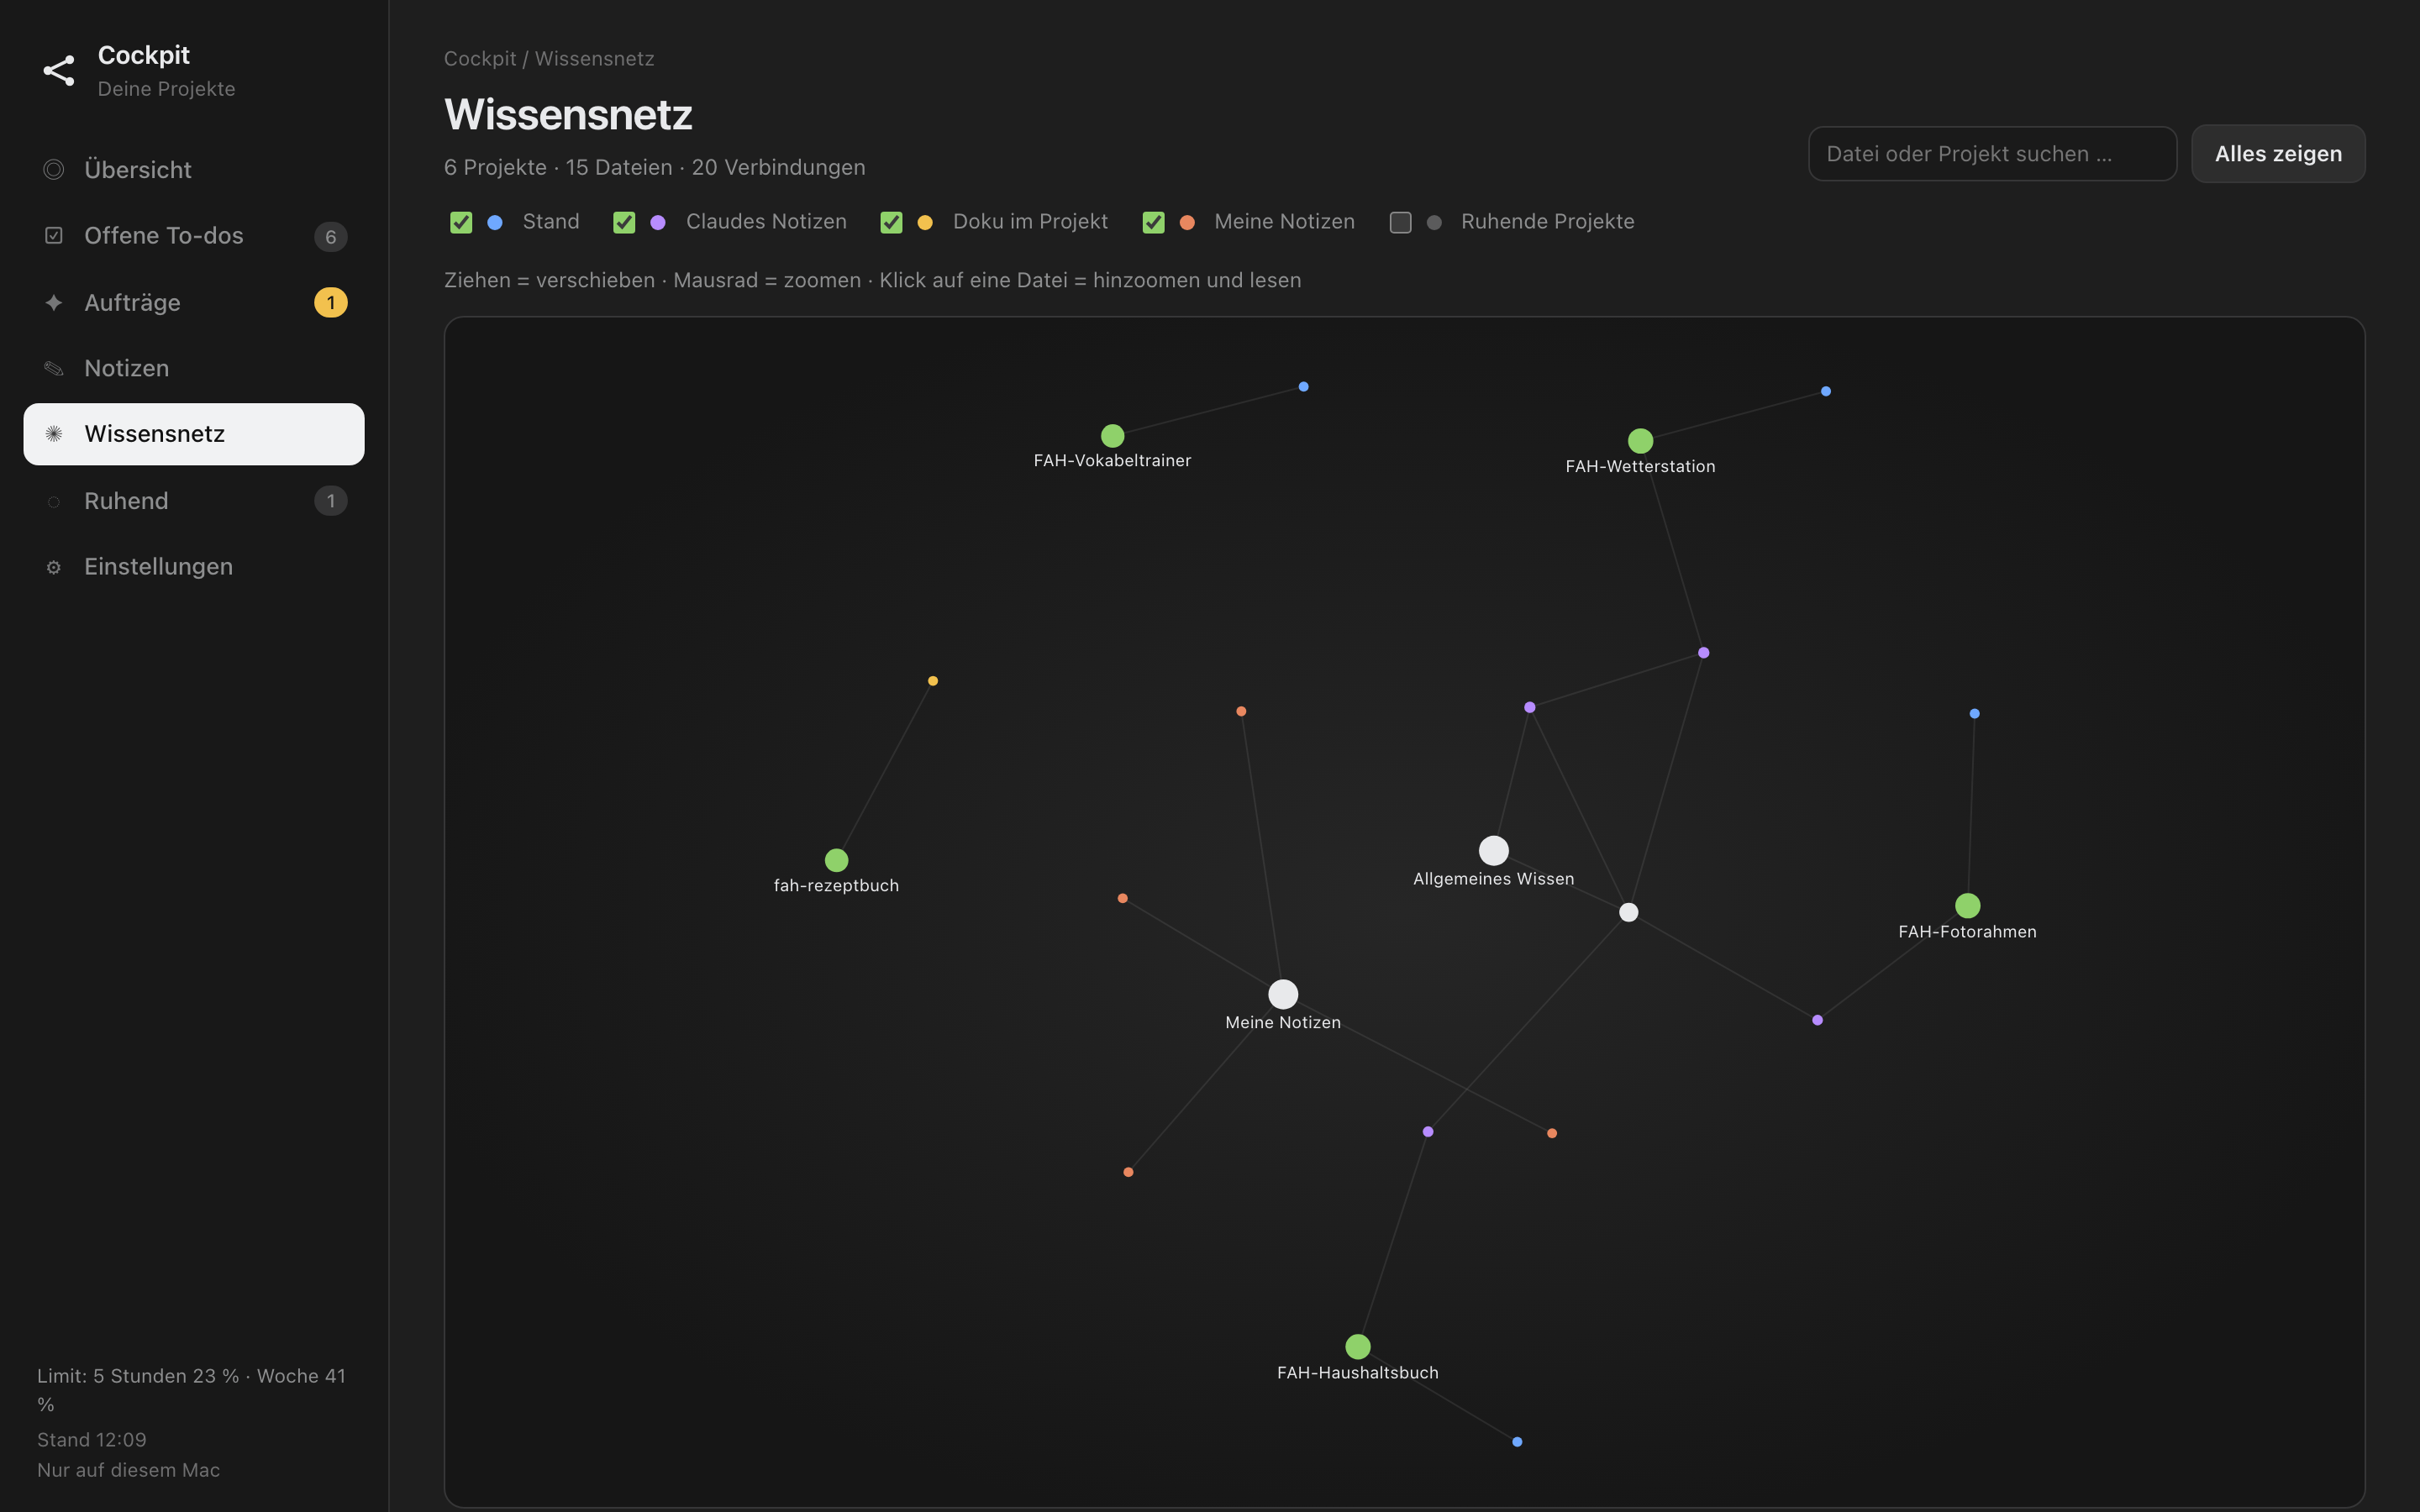 Cockpit
Deine Projekte
Übersicht
Offene To-dos 6
Aufträge 1
Notizen
Wissensnetz
Ruhend 1
Einstellungen
Limit: 5 Stunden 23 % · Woche 41
%
Stand 12:09
Nur auf diesem Mac
Cockpit / Wissensnetz
Wissensnetz
6 Projekte · 15 Dateien · 20 Verbindungen
Datei oder Projekt suchen ...
Alles zeigen
Stand Claudes Notizen Doku im Projekt Meine Notizen Ruhende Projekte
Ziehen = verschieben · Mausrad = zoomen · Klick auf eine Datei = hinzoomen und lesen
FAH-Vokabeltrainer
FAH-Wetterstation
fah-rezeptbuch
Allgemeines Wissen
FAH-Fotorahmen
Meine Notizen
FAH-Haushaltsbuch